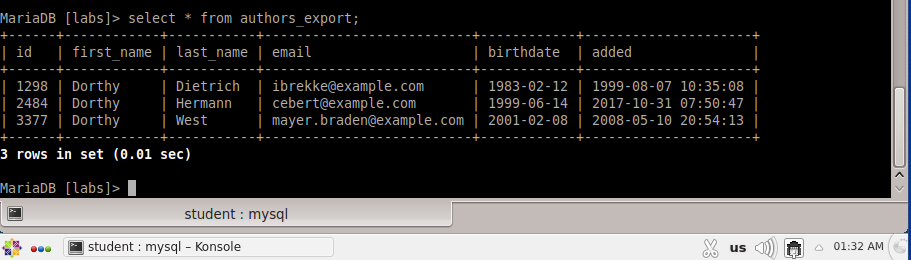 MariaDB [labs]> select * from authors_export;
+------+------------+-----------+--------------------------+------------+---------------------+
| id   | first_name | last_name | email                    | birthdate  | added               |
+------+------------+-----------+--------------------------+------------+---------------------+
| 1298 | Dorthy     | Dietrich  | ibrekke@example.com      | 1983-02-12 | 1999-08-07 10:35:08 |
| 2484 | Dorthy     | Hermann   | cebert@example.com       | 1999-06-14 | 2017-10-31 07:50:47 |
| 3377 | Dorthy     | West      | mayer.braden@example.com | 2001-02-08 | 2008-05-10 20:54:13 |
+------+------------+-----------+--------------------------+------------+---------------------+
3 rows in set (0.01 sec)
MariaDB [labs]>
student : mysql
student : mysql – Konsole us 01:32 AM